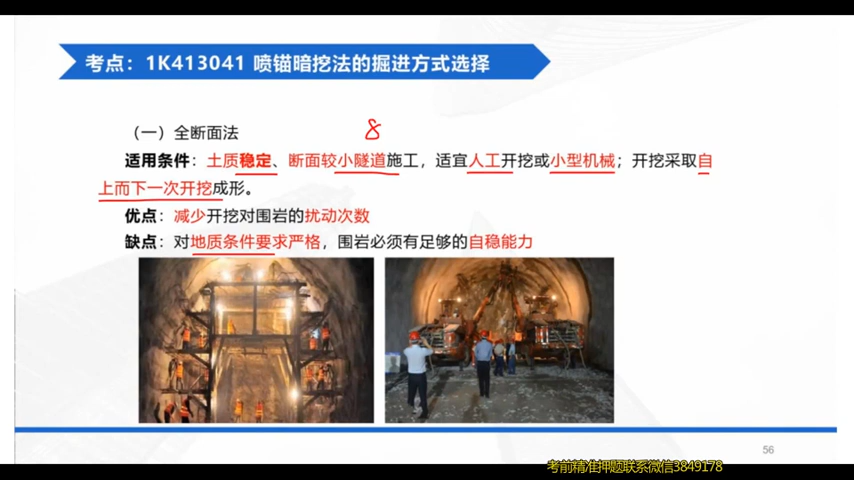 考点：1K413041 喷锚暗挖法的掘进方式选择
（一）全断面法
8
适用条件：土质稳定、断面较小隧道施工，适宜人工开挖或小型机械；开挖采取自
上而下一次开挖成形。
优点：减少开挖对围岩的扰动次数
缺点：对地质条件要求严格，围岩必须有足够的自稳能力
56
考前精准押题联系微信3849178